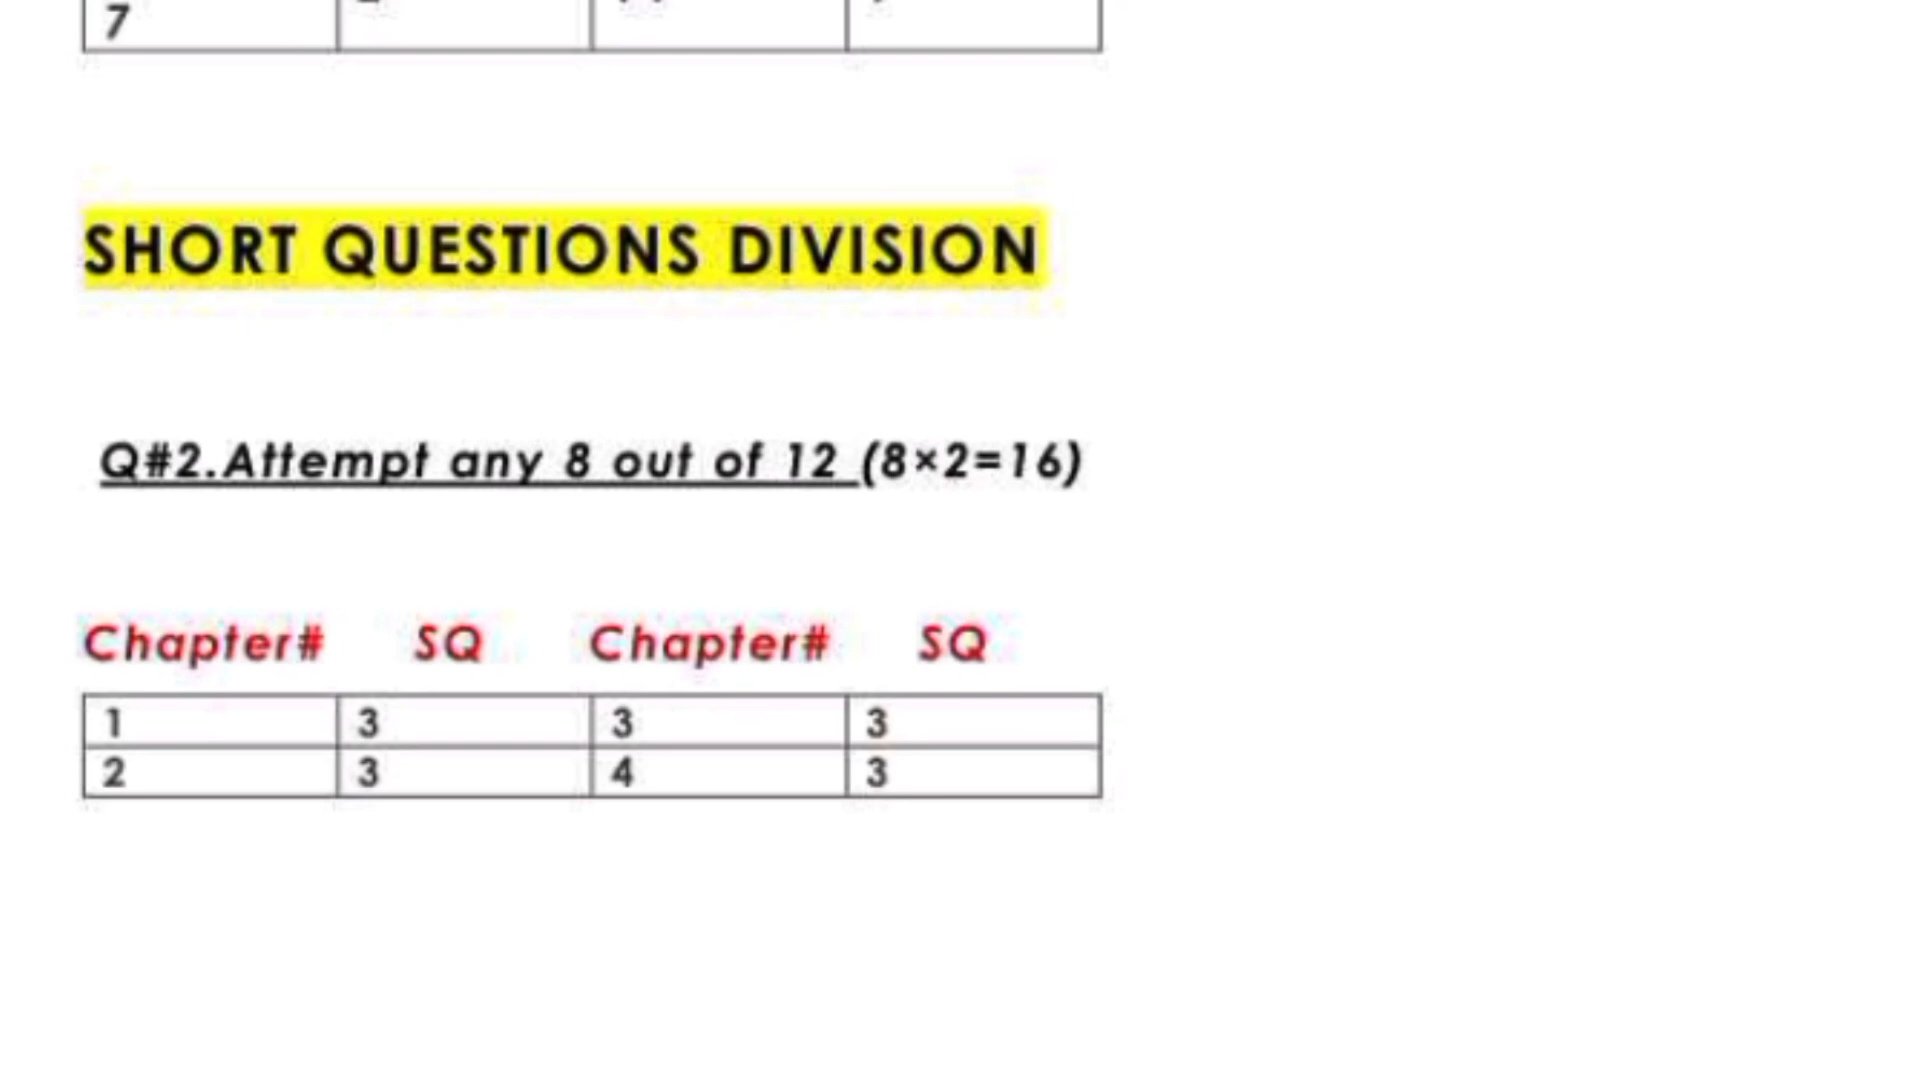 7
SHORT QUESTIONS DIVISION
Q#2.Attempt any 8 out of 12 (8×2=16)
Chapter# SQ Chapter# SQ
1 3 3 3
2 3 4 3